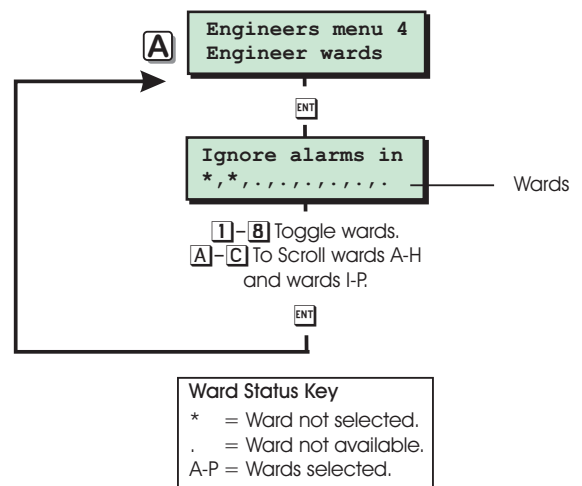 Engineers menu 4
A
Engineer wards
ENT
Ignore alarms in
*,*,.,.,.,.,.,.
Wards
1-8 Toggle wards.
A-C To Scroll wards A-H
and wards I-P.
ENT
Ward Status Key
* = Ward not selected.
. = Ward not available.
A-P = Wards selected.